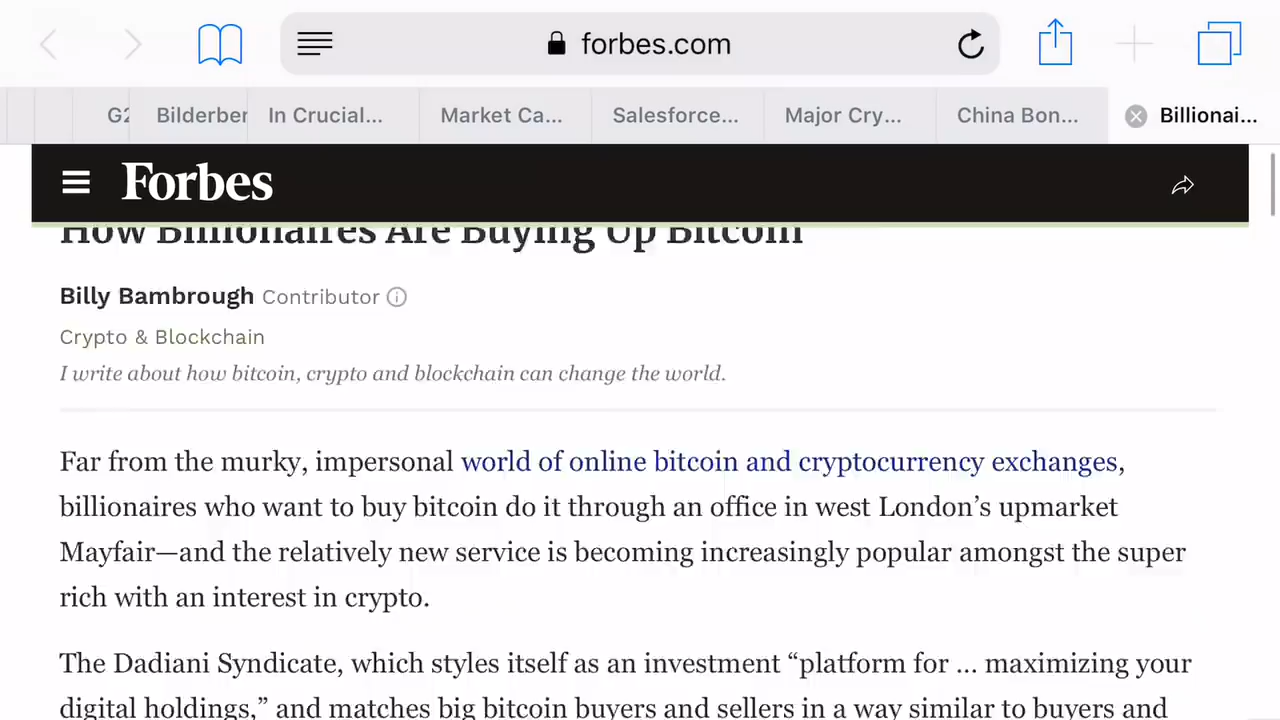 forbes.com
G2 Bilderber In Crucial... Market Ca... Salesforce... Major Cry... China Bon... Billionai...
Forbes
How Billionaires Are Buying Up Bitcoin
Billy Bambrough Contributor
Crypto & Blockchain
I write about how bitcoin, crypto and blockchain can change the world.
Far from the murky, impersonal world of online bitcoin and cryptocurrency exchanges,
billionaires who want to buy bitcoin do it through an office in west London’s upmarket
Mayfair—and the relatively new service is becoming increasingly popular amongst the super
rich with an interest in crypto.
The Dadiani Syndicate, which styles itself as an investment “platform for ... maximizing your
digital holdings,” and matches big bitcoin buyers and sellers in a way similar to buyers and